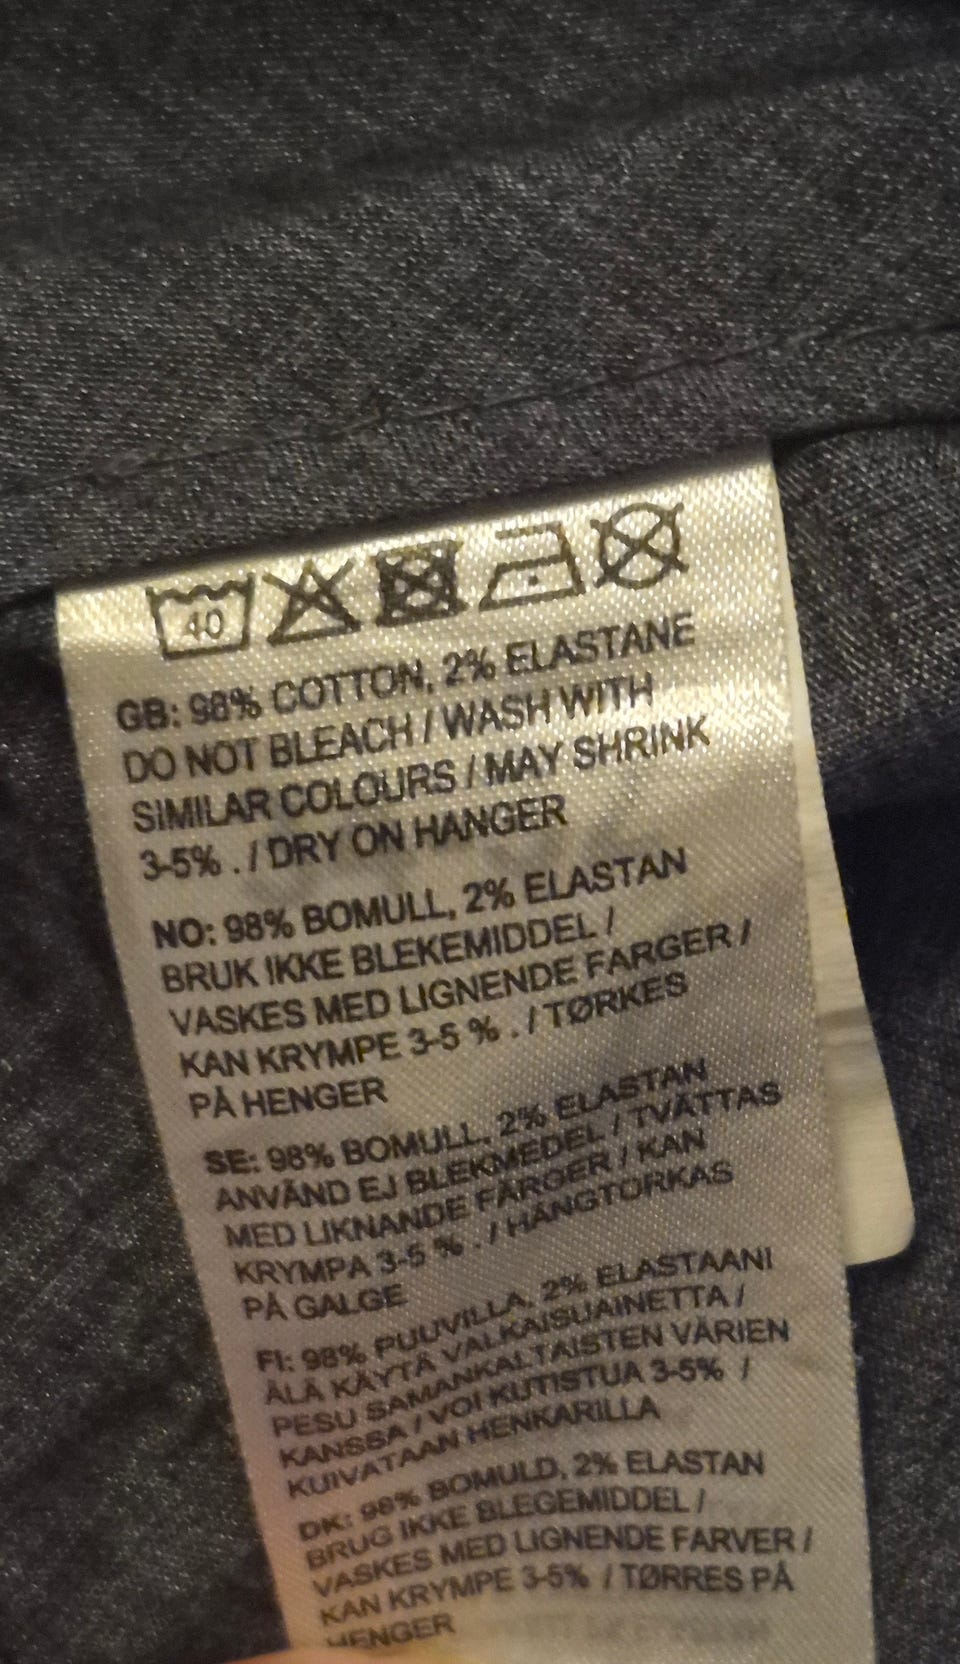 40
GB: 98% COTTON, 2% ELASTANE
DO NOT BLEACH / WASH WITH
SIMILAR COLOURS / MAY SHRINK
3-5% . / DRY ON HANGER
NO: 98% BOMULL, 2% ELASTAN
BRUK IKKE BLEKEMIDDEL /
VASKES MED LIGNENDE FARGER /
KAN KRYMPE 3-5 % . / TØRKES
PÅ HENGER
SE: 98% BOMULL, 2% ELASTAN
ANVÄND EJ BLEKMEDEL / TVÄTTAS
MED LIKNANDE FÄRGER / KAN
KRYMPA 3-5 % . / HÄNGTORKAS
PÅ GALGE
FI: 98% PUUVILLA, 2% ELASTAANI
ÄLÄ KÄYTÄ VALKAISUAINETTA /
PESU SAMANKALTAISTEN VÄRIEN
KANSSA / VOI KUTISTUA 3-5% /
KUIVATAAN HENKARILLA
DK: 98% BOMULD, 2% ELASTAN
BRUG IKKE BLEGEMIDDEL /
VASKES MED LIGNENDE FARVER /
KAN KRYMPE 3-5% / TØRRES PÅ
HENGER